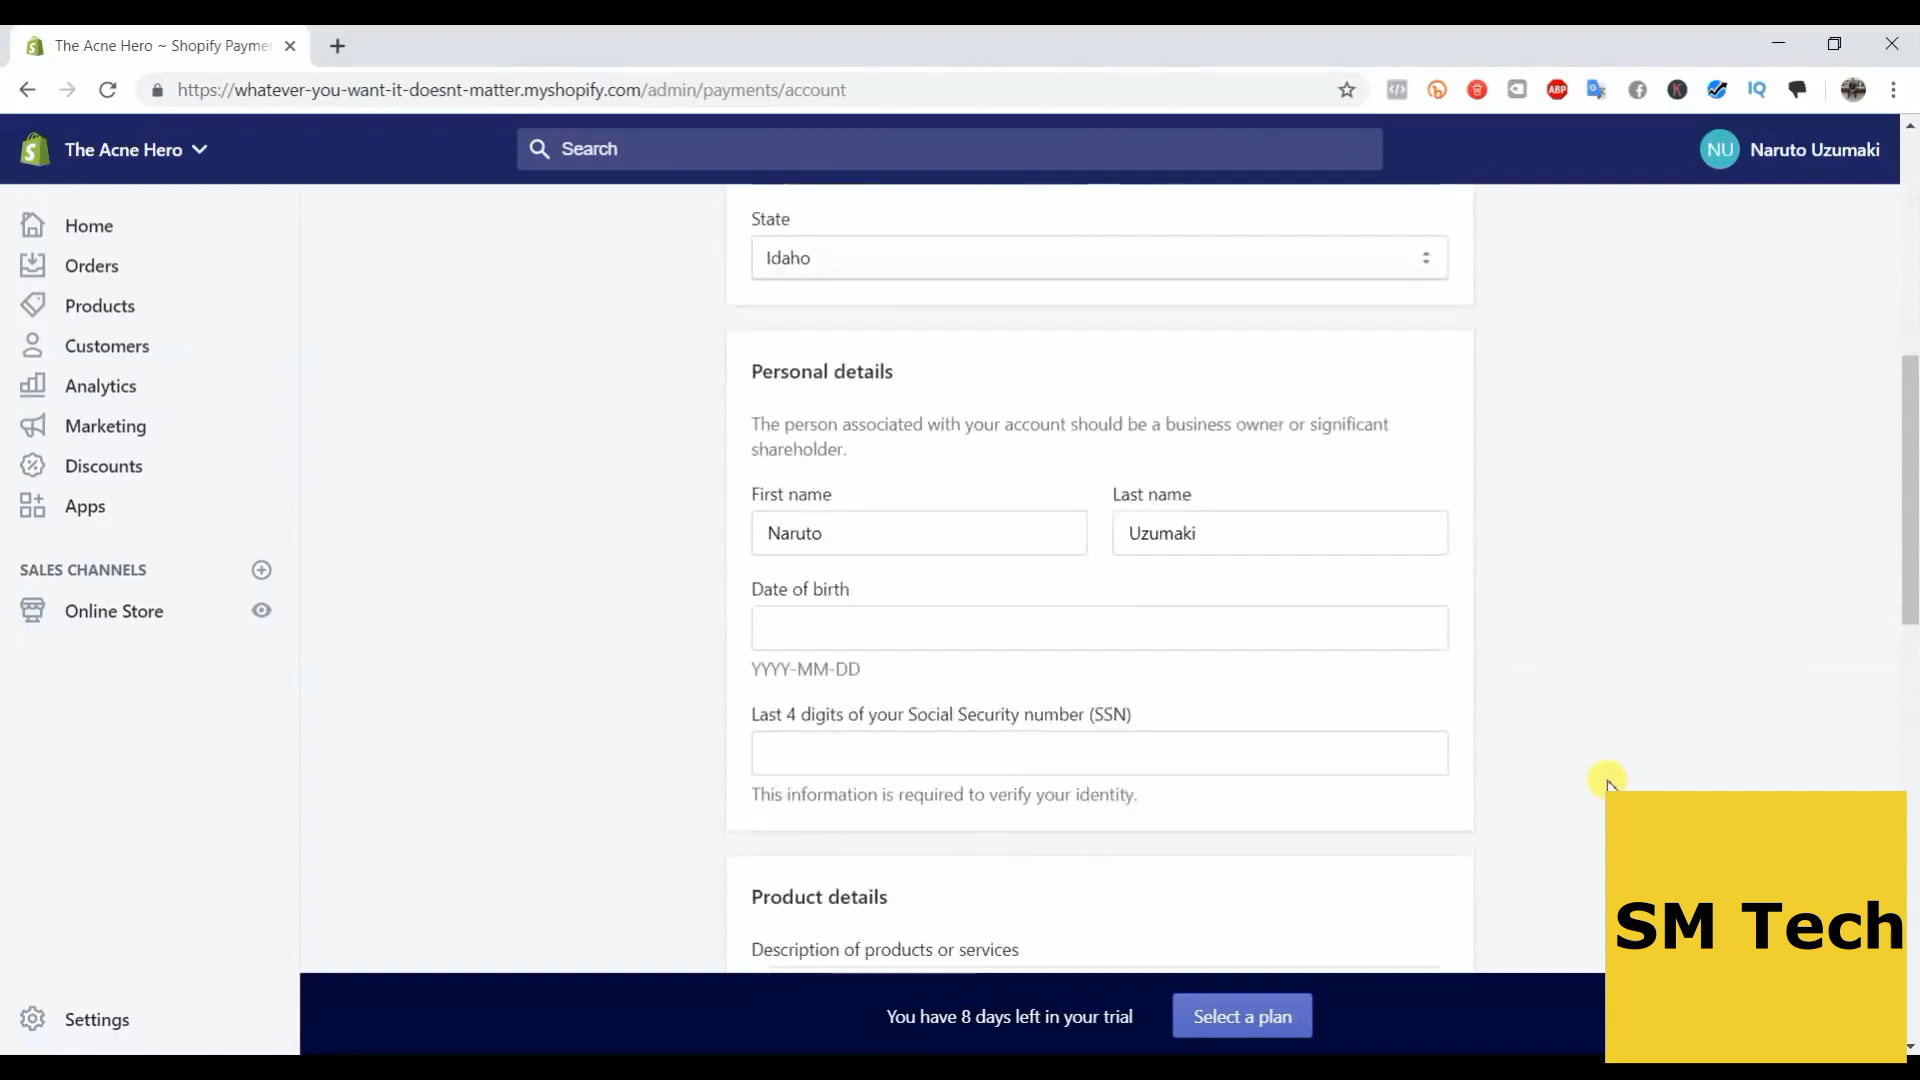 The Acne Hero ~ Shopify Payme
https://whatever-you-want-it-doesnt-matter.myshopify.com/admin/payments/account
ABP
IQ
The Acne Hero
Search
NU
Naruto Uzumaki
Home
Orders
Products
Customers
Analytics
Marketing
Discounts
Apps
SALES CHANNELS
Online Store
Settings
State
Idaho
Personal details
The person associated with your account should be a business owner or significant
shareholder.
First name
Last name
Naruto
Uzumaki
Date of birth
YYYY-MM-DD
Last 4 digits of your Social Security number (SSN)
This information is required to verify your identity.
Product details
Description of products or services
You have 8 days left in your trial
Select a plan
SM Tech